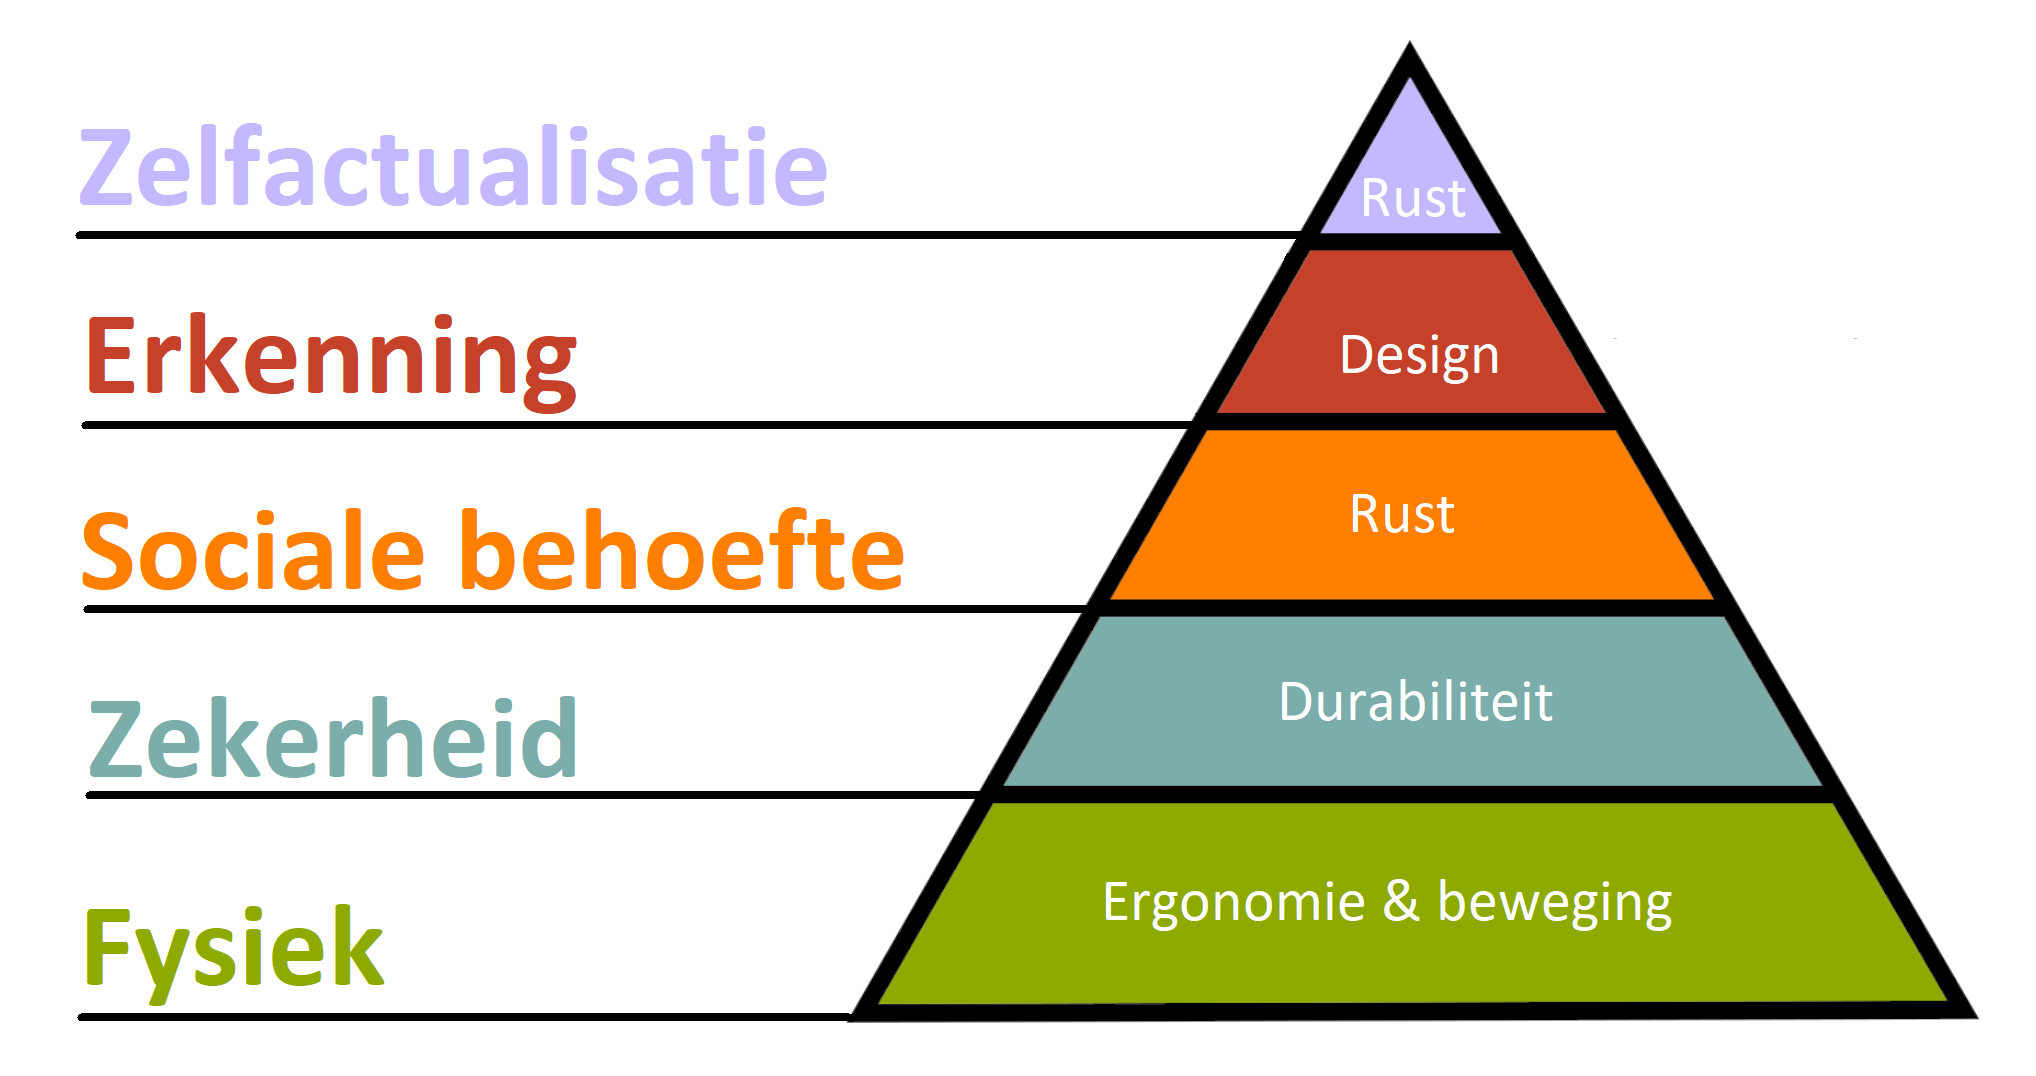 Zelfactualisatie
Rust
Erkenning
Design
Sociale behoefte
Rust
Zekerheid
Durabiliteit
Fysiek
Ergonomie & beweging